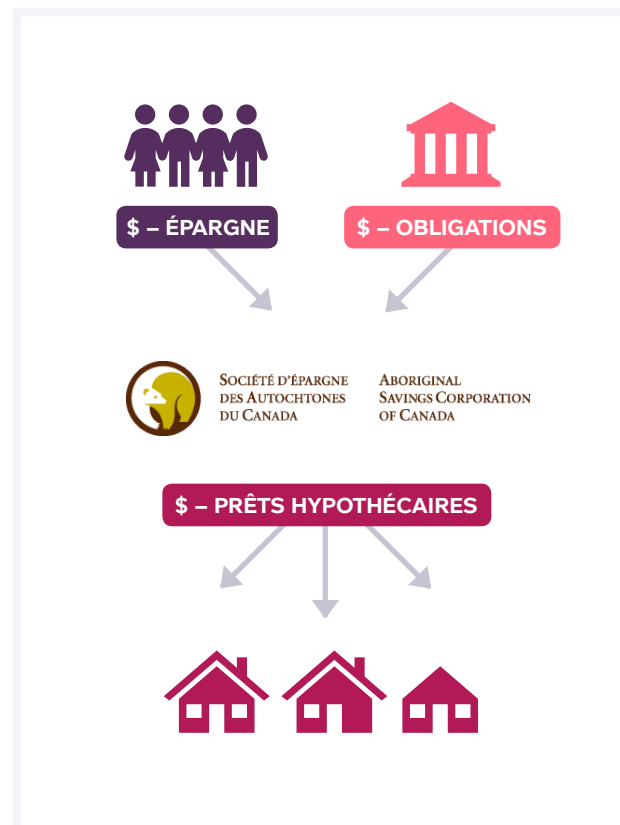 $ – ÉPARGNE
$ – OBLIGATIONS
SOCIÉTÉ D'ÉPARGNE
DES AUTOCHTONES
DU CANADA
ABORIGINAL
SAVINGS CORPORATION
OF CANADA
$ – PRÊTS HYPOTHÉCAIRES